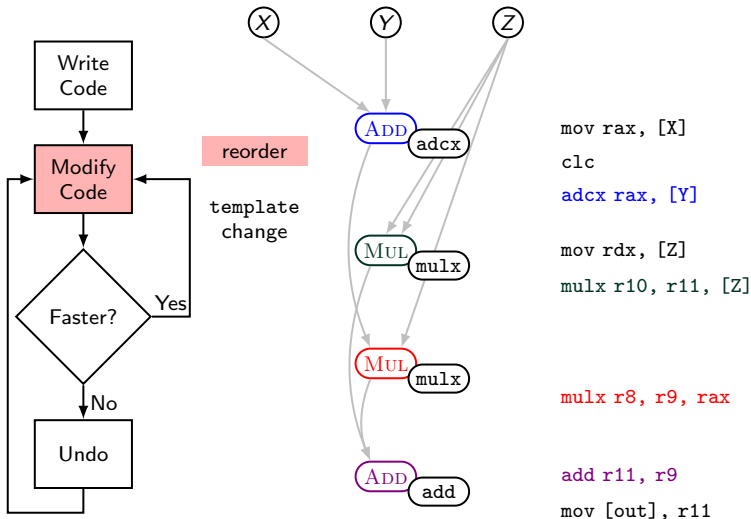 Write
Code
Modify
Code
Faster?
Yes
No
Undo
reorder
template
change
X
Y
Z
ADD
adcx
MUL
mulx
MUL
mulx
ADD
add
mov rax, [X]
clc
adcx rax, [Y]
mov rdx, [Z]
mulx r10, r11, [Z]
mulx r8, r9, rax
add r11, r9
mov [out], r11